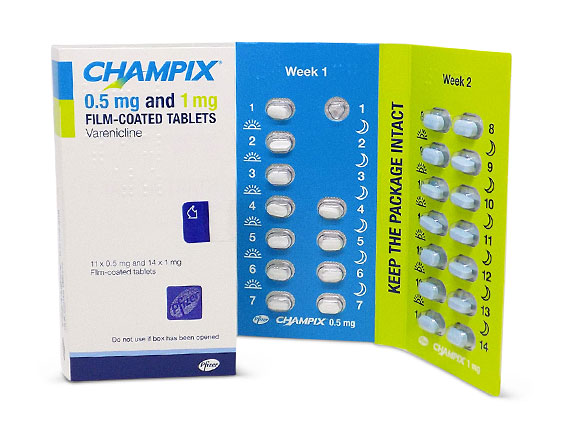 CHAMPIX
0.5 mg and 1 mg
FILM-COATED TABLETS
Varenicline
11 x 0.5 mg and 14 x 1 mg
Film-coated tablets
Pfizer
Do not use if box has been opened
Pfizer
Week 1
1 1
2
3
4 4
5 5
6 6
7 7
Pfizer CHAMPIX 0.5 mg
KEEP THE PACKAGE INTACT
Week 2
8 8
9
10
11
12
13
14
CHAMPIX 1 mg